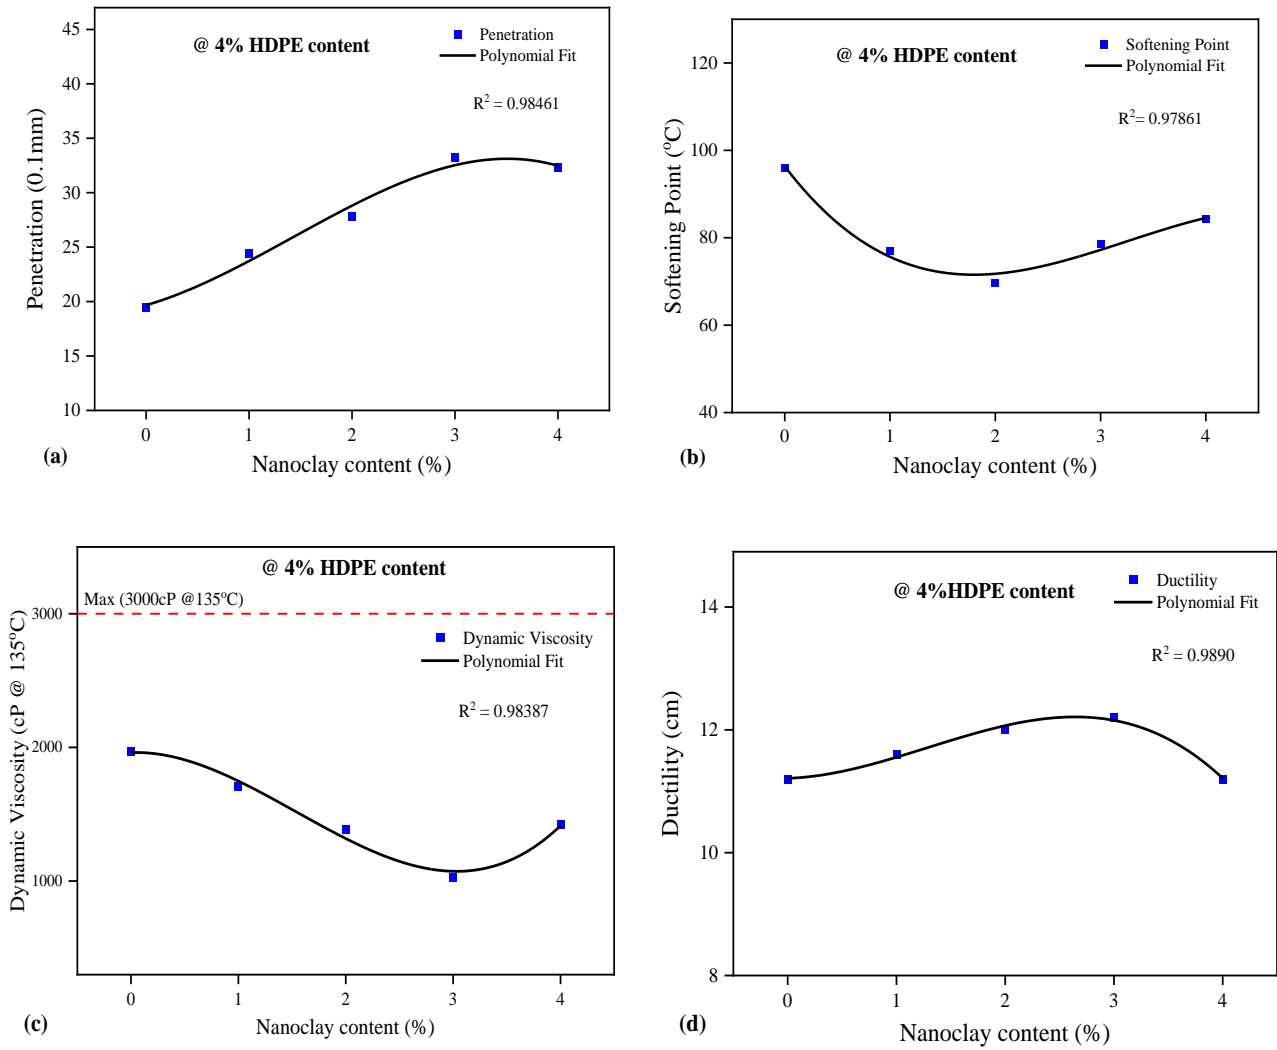 @ 4% HDPE content
Penetration
Polynomial Fit
R² = 0.98461
Penetration (0.1mm)
45
40
35
30
25
20
15
10
0 1 2 3 4
Nanoclay content (%)
(a)
@ 4% HDPE content
Softening Point
Polynomial Fit
R²= 0.97861
Softening Point (°C)
120
100
80
60
40
0 1 2 3 4
Nanoclay content (%)
(b)
@ 4% HDPE content
Max (3000cP @135°C)
Dynamic Viscosity
Polynomial Fit
R² = 0.98387
Dynamic Viscosity (cP @ 135°C)
3000
2000
1000
0 1 2 3 4
Nanoclay content (%)
(c)
@ 4%HDPE content
Ductility
Polynomial Fit
R² = 0.9890
Ductility (cm)
14
12
10
8
0 1 2 3 4
Nanoclay content (%)
(d)